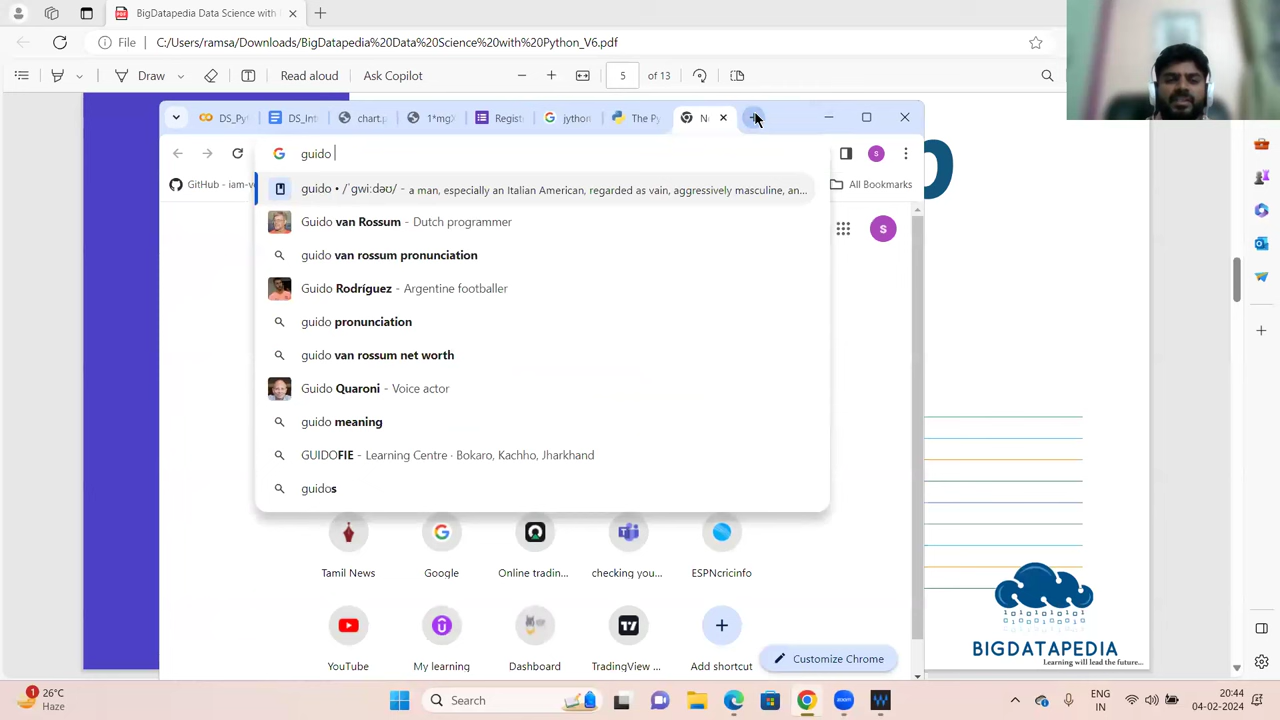 BigDatapedia Data Science with
File
C:/Users/ramsa/Downloads/BigDatapedia%20Data%20Science%20with%20Python_V6.pdf
Draw
Read aloud
Ask Copilot
5
of 13
DS_Py
DS_Int
chart.p
1*mgX
Regist
jython
The Py
Ne
guido
GitHub - iam-v
All Bookmarks
guido • /ˈɡwiːdəʊ/ - a man, especially an Italian American, regarded as vain, aggressively masculine, an...
Guido van Rossum - Dutch programmer
guido van rossum pronunciation
Guido Rodríguez - Argentine footballer
guido pronunciation
guido van rossum net worth
Guido Quaroni - Voice actor
guido meaning
GUIDOFIE - Learning Centre · Bokaro, Kachho, Jharkhand
guidos
S
Tamil News
Google
Online tradin...
checking you...
ESPNcricinfo
YouTube
My learning
Dashboard
TradingView ...
Add shortcut
Customize Chrome
BIGDATAPEDIA
Learning will lead the future...
1
26°C
Haze
Search
ENG
IN
20:44
04-02-2024